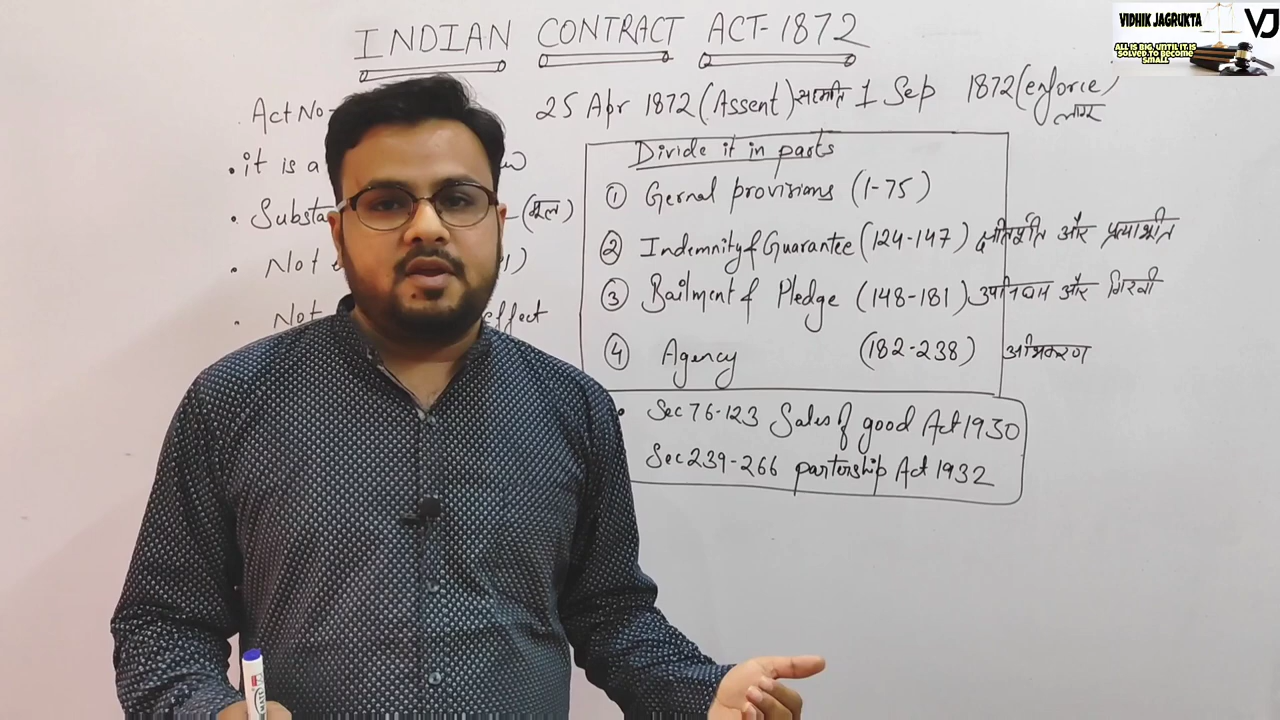 INDIAN CONTRACT ACT-1872
VIDHIK JAGRUKTA
VJ
ALL IS BIG, UNTIL IT IS
SOLVED TO BECOME
SMALL
Act No 25 Apr 1872 (Assent) सहमति 1 Sep 1872 (enforce)
लागू
• it is a
• Substa (मूल)
• Not
• Not effect
Divide it in parts
① Gernal provisions (1-75)
② Indemnity & Guarantee (124-147) क्षतिपूर्ति और प्रत्याभूति
③ Bailment & Pledge (148-181) उपनिधान और गिरवी
④ Agency (182-238) अभिकरण
• Sec 76-123 Sales of good Act 1930
Sec 239-266 partership Act 1932